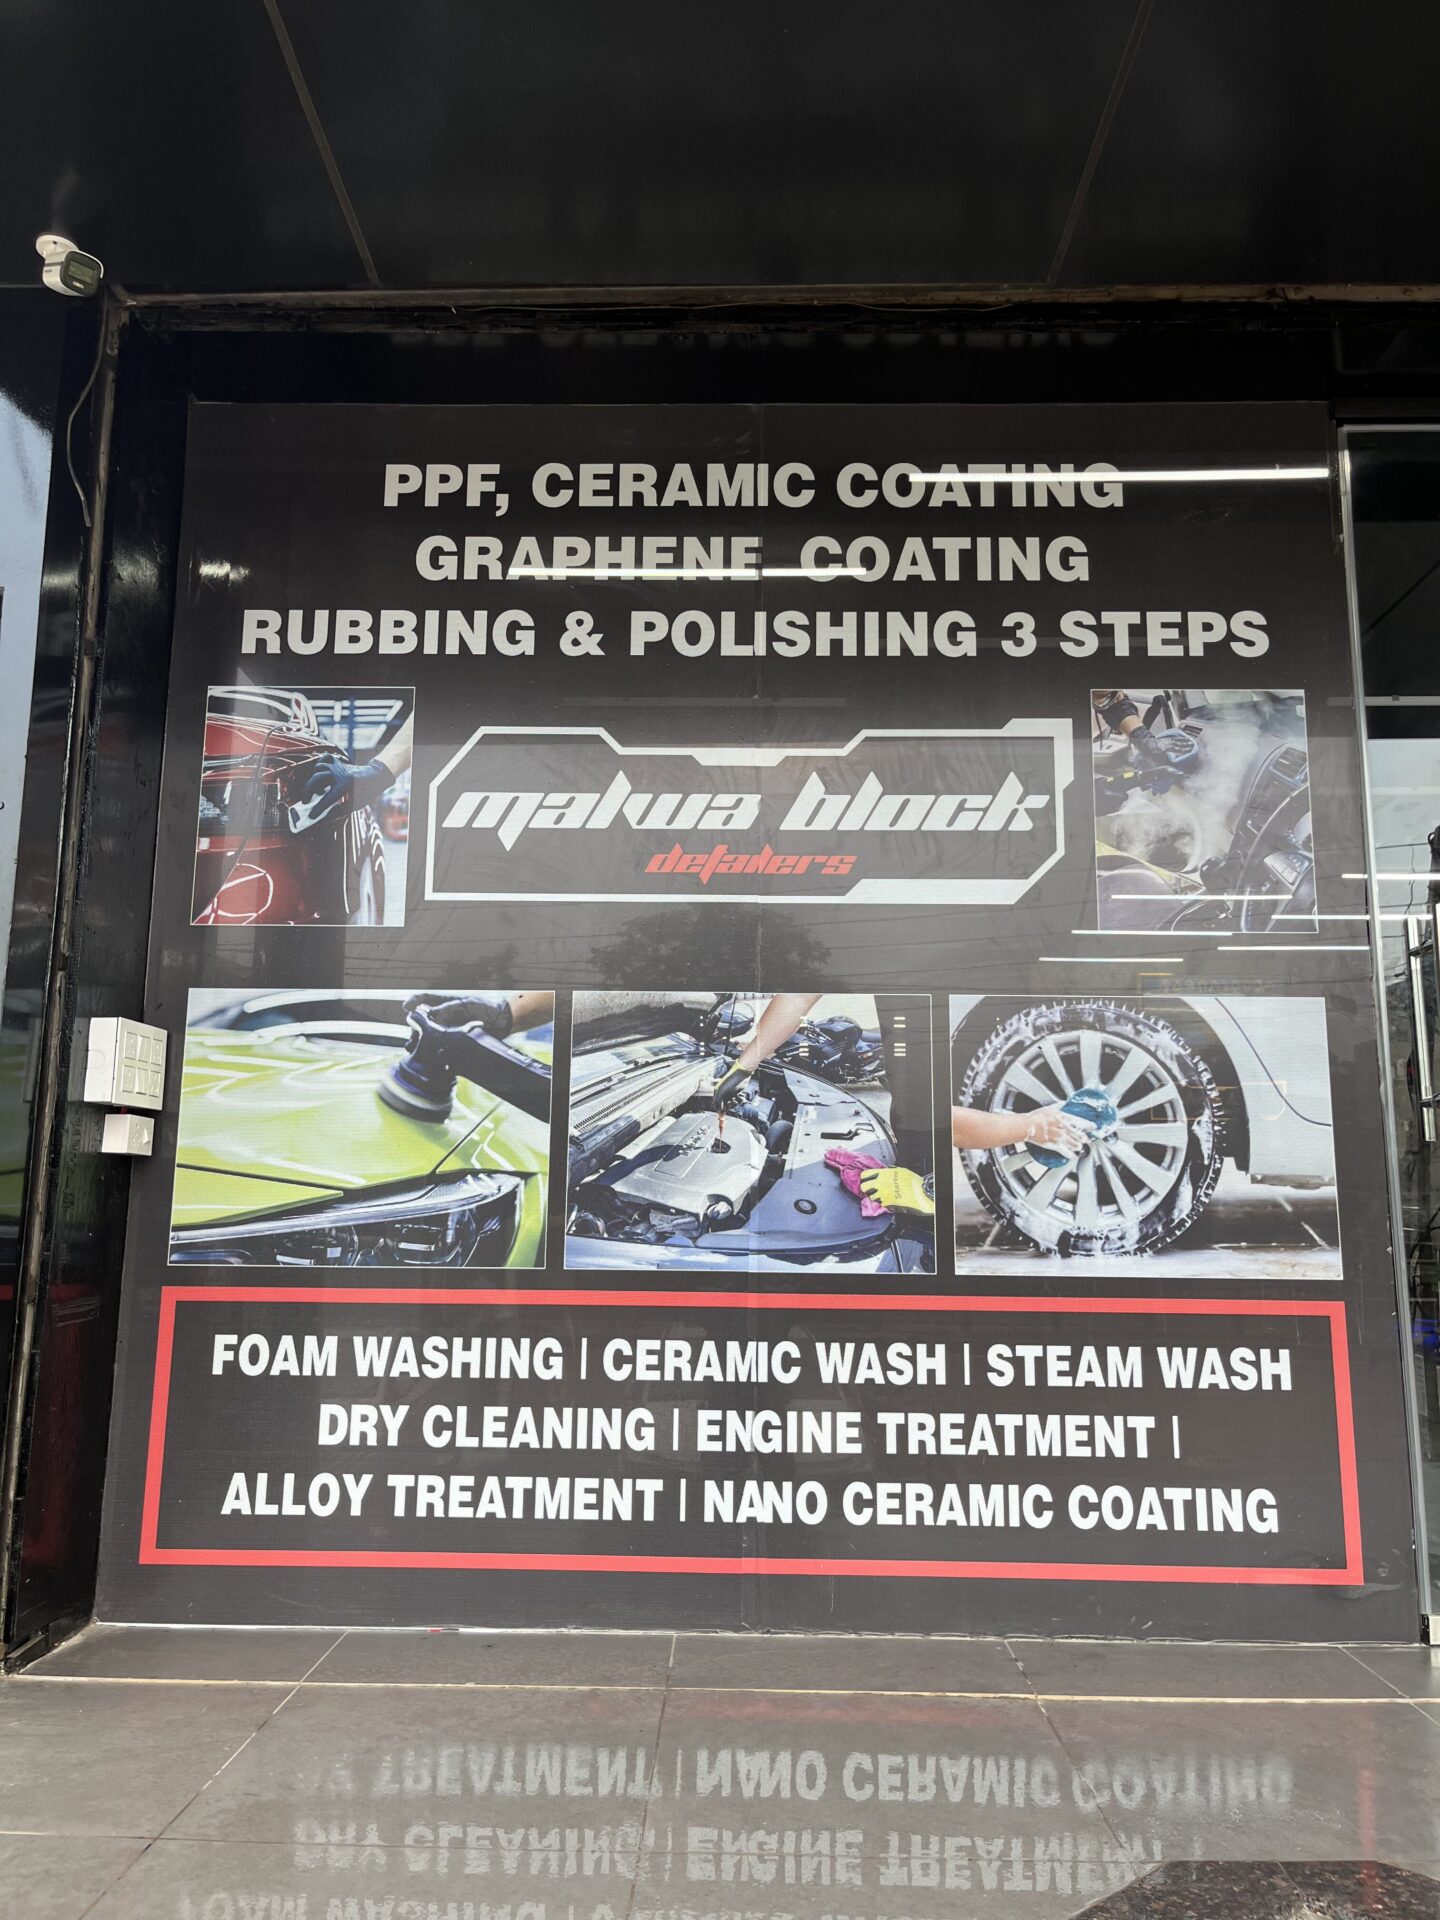 PPF, CERAMIC COATING
GRAPHENE COATING
RUBBING & POLISHING 3 STEPS
malwa block
detailers
FOAM WASHING | CERAMIC WASH | STEAM WASH
DRY CLEANING | ENGINE TREATMENT |
ALLOY TREATMENT | NANO CERAMIC COATING